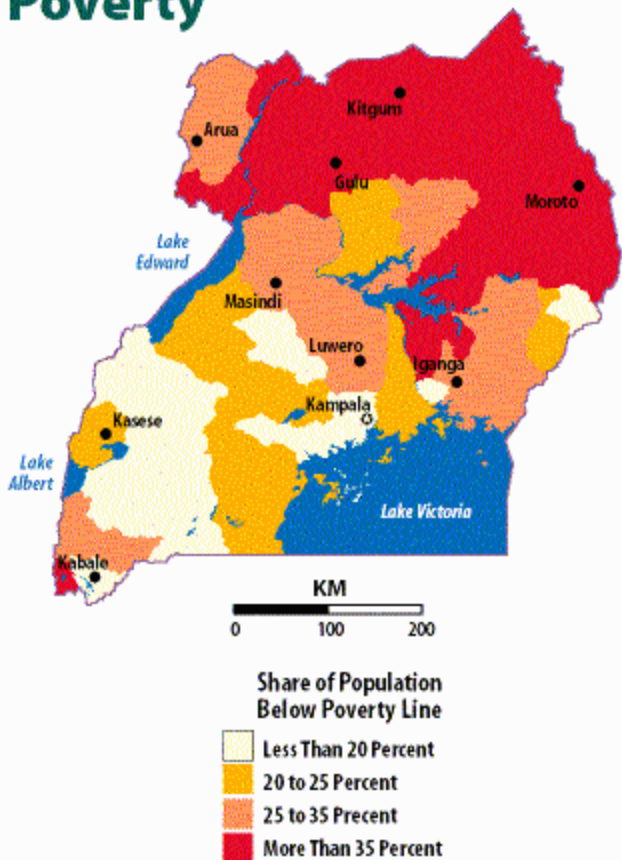 Poverty
Kitgum
Arua
Gulu
Moroto
Lake
Edward
Masindi
Luwero
Iganga
Kampala
Kasese
Lake
Albert
Lake Victoria
Kabale
KM
0 100 200
Share of Population
Below Poverty Line
Less Than 20 Percent
20 to 25 Percent
25 to 35 Precent
More Than 35 Percent